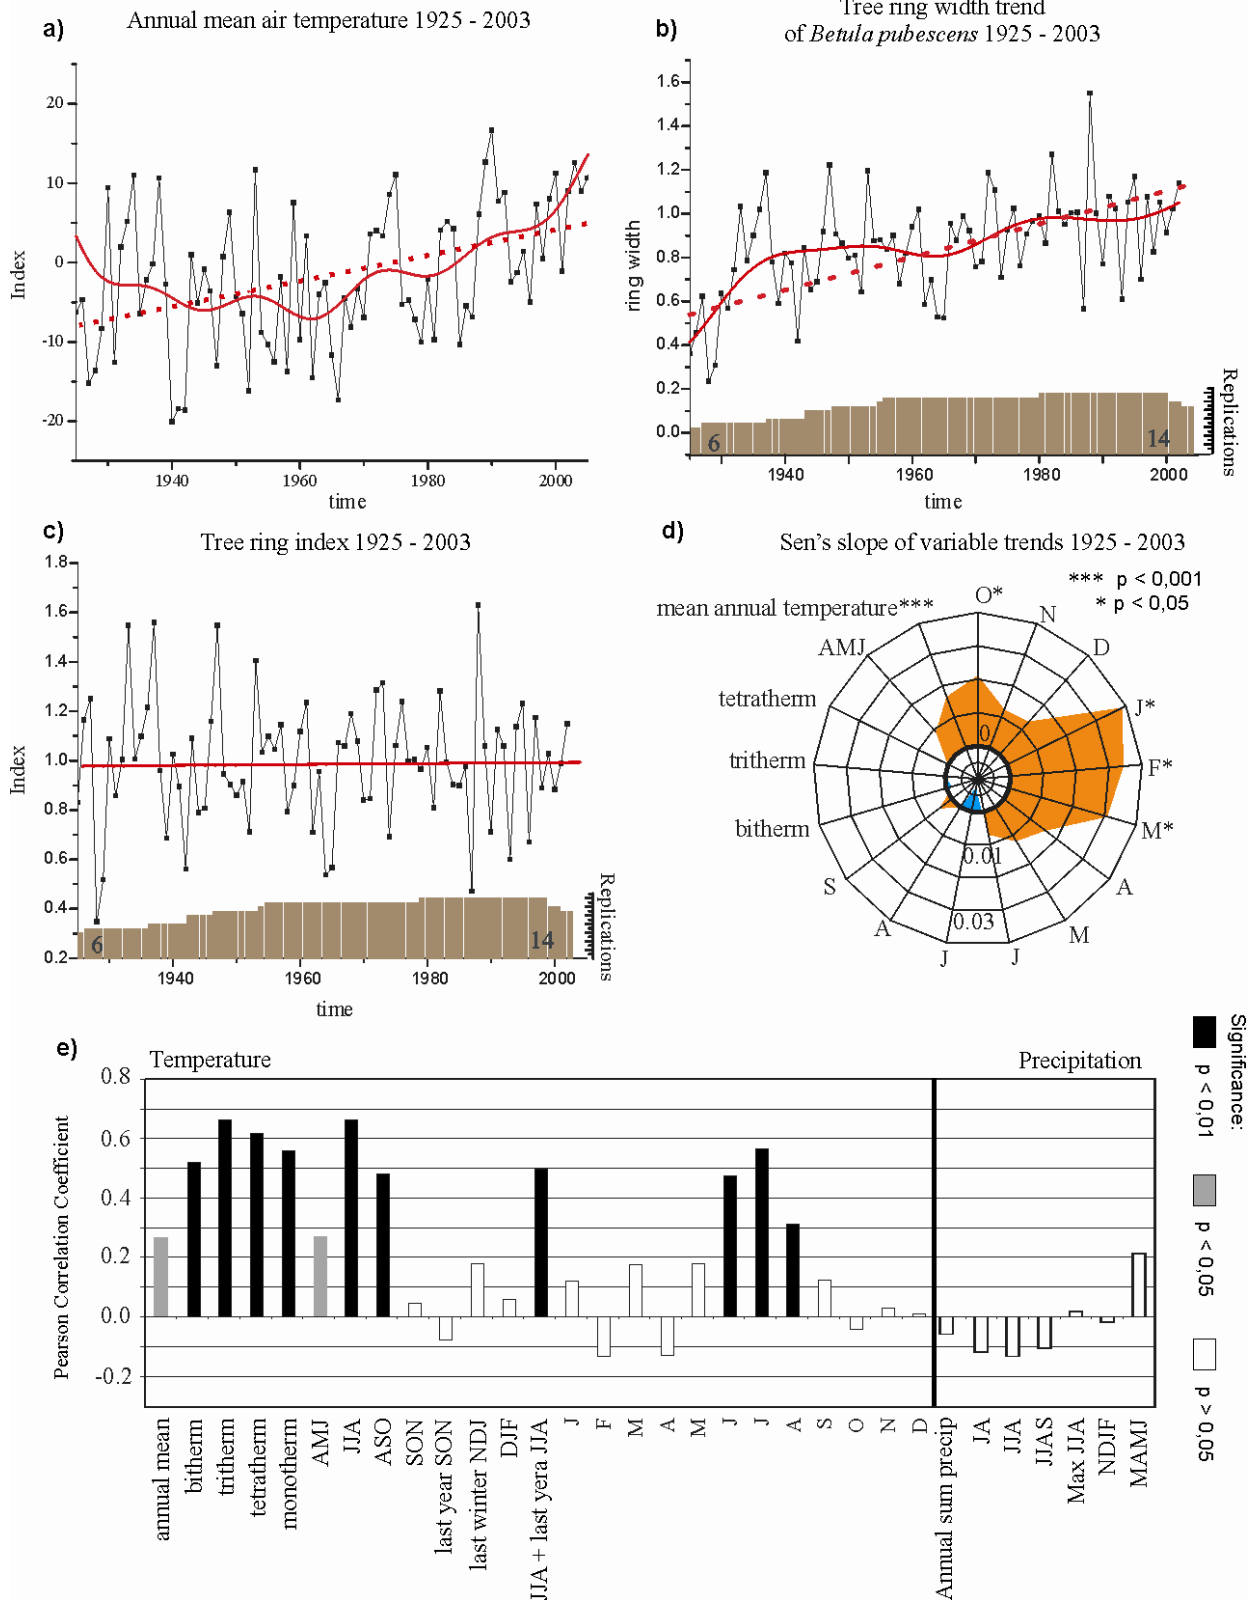 a)
Annual mean air temperature 1925 - 2003
Index
20
10
0
-10
-20
1940
1960
1980
2000
time
b)
Tree ring width trend
of Betula pubescens 1925 - 2003
ring width
1.6
1.4
1.2
1.0
0.8
0.6
0.4
0.2
0.0
6
14
Replications
1940
1960
1980
2000
time
c)
Tree ring index 1925 - 2003
Index
1.8
1.6
1.4
1.2
1.0
0.8
0.6
0.4
0.2
6
14
Replications
1940
1960
1980
2000
time
d)
Sen's slope of variable trends 1925 - 2003
*** p < 0,001
* p < 0,05
mean annual temperature***
O*
N
D
J*
F*
M*
A
M
J
J
A
S
bitherm
tritherm
tetratherm
AMJ
0
0.01
0.03
e)
Temperature
Precipitation
Pearson Correlation Coefficient
0.8
0.6
0.4
0.2
0.0
-0.2
annual mean
bitherm
tritherm
tetratherm
monotherm
AMJ
JJA
ASO
SON
last year SON
last winter NDJ
DJF
JJA + last yera JJA
J
F
M
A
M
J
J
A
S
O
N
D
Annual sum precip
JA
JJA
JJAS
Max JJA
NDJF
MAMJ
Significance:
p < 0,01
p < 0,05
p > 0,05